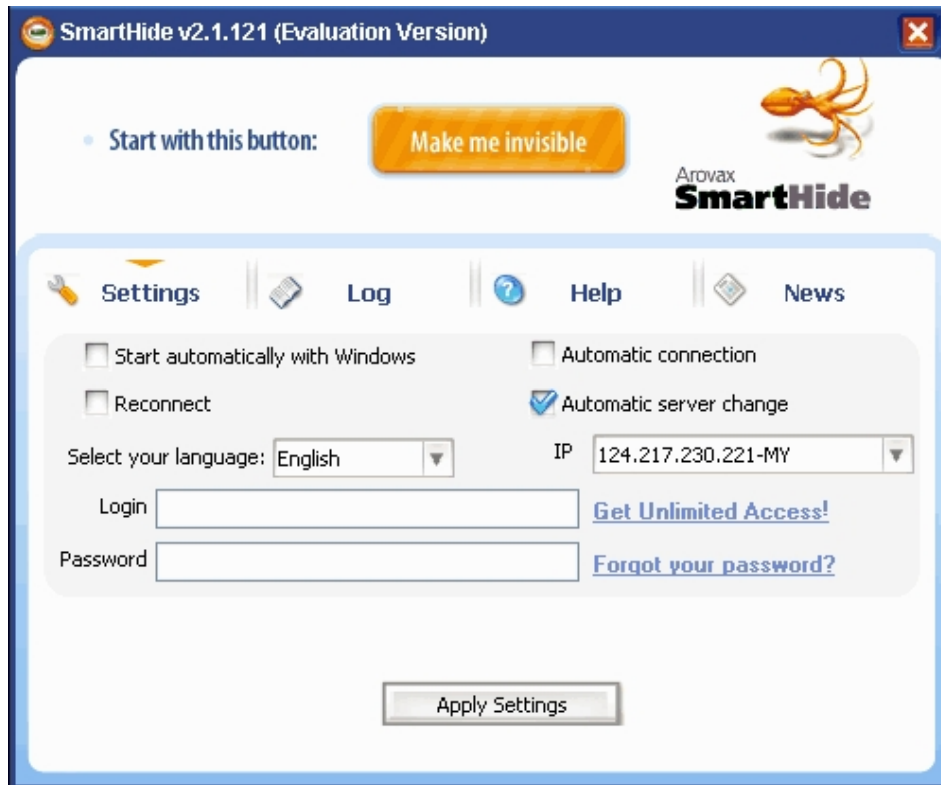 SmartHide v2.1.121 (Evaluation Version)
Start with this button:
Make me invisible
Arovax
SmartHide
Settings
Log
Help
News
Start automatically with Windows
Automatic connection
Reconnect
Automatic server change
Select your language:
English
IP
124.217.230.221-MY
Login
Get Unlimited Access!
Password
Forgot your password?
Apply Settings